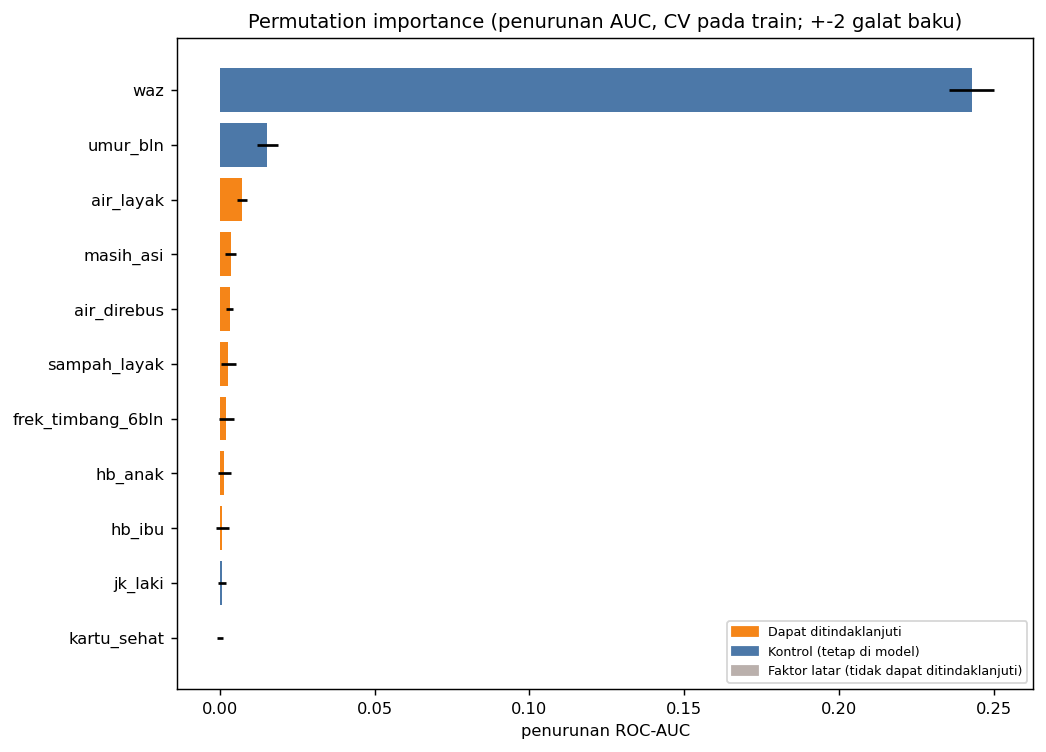 Permutation importance (penurunan AUC, CV pada train; +-2 galat baku)
waz
umur_bln
air_layak
masih_asi
air_direbus
sampah_layak
frek_timbang_6bln
hb_anak
hb_ibu
jk_laki
kartu_sehat
Dapat ditindaklanjuti
Kontrol (tetap di model)
Faktor latar (tidak dapat ditindaklanjuti)
0.00 0.05 0.10 0.15 0.20 0.25
penurunan ROC-AUC